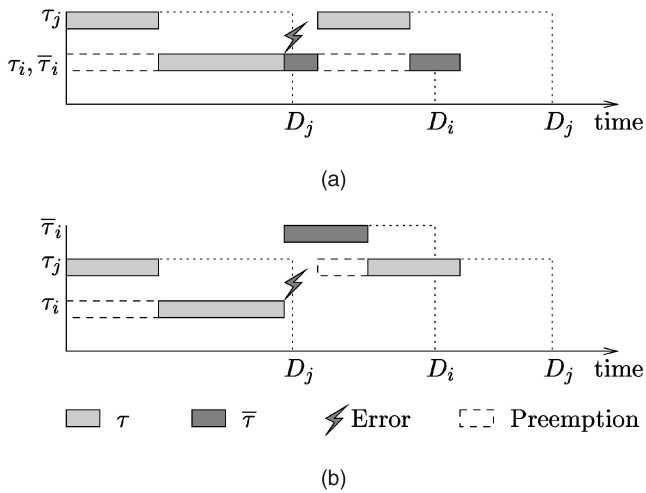 τj
τi, τ̅i
Dj Di Dj time
(a)
τ̅i
τj
τi
Dj Di Dj time
τ τ̅ Error Preemption
(b)